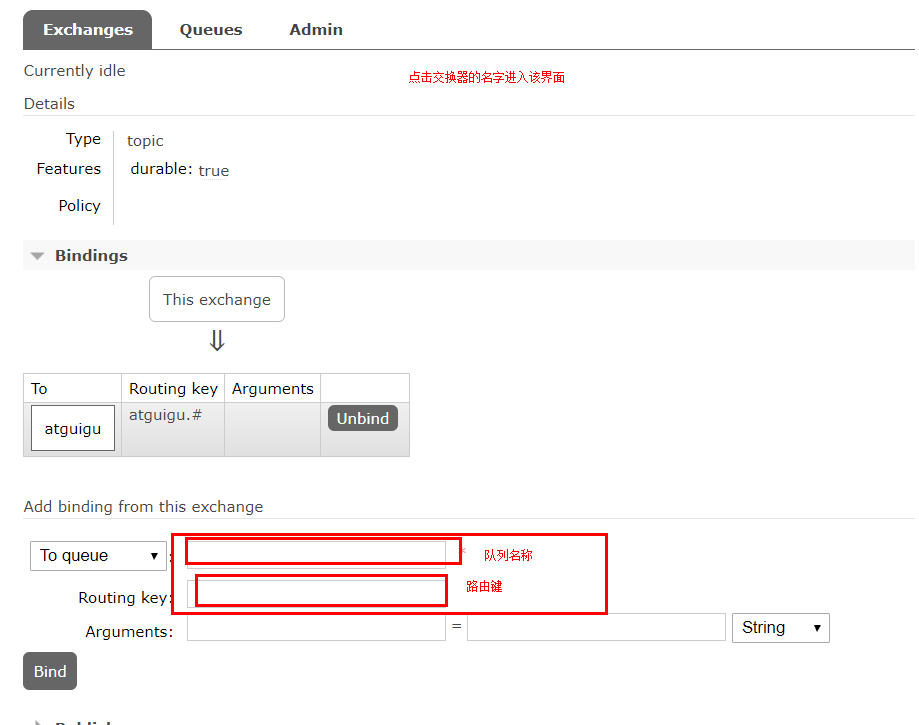 Exchanges Queues Admin
Currently idle 点击交换器的名字进入该界面
Details
Type topic
Features durable: true
Policy
Bindings
This exchange
⇓
To Routing key Arguments
atguigu atguigu.# Unbind
Add binding from this exchange
To queue : * 队列名称
Routing key: 路由键
Arguments: = String
Bind